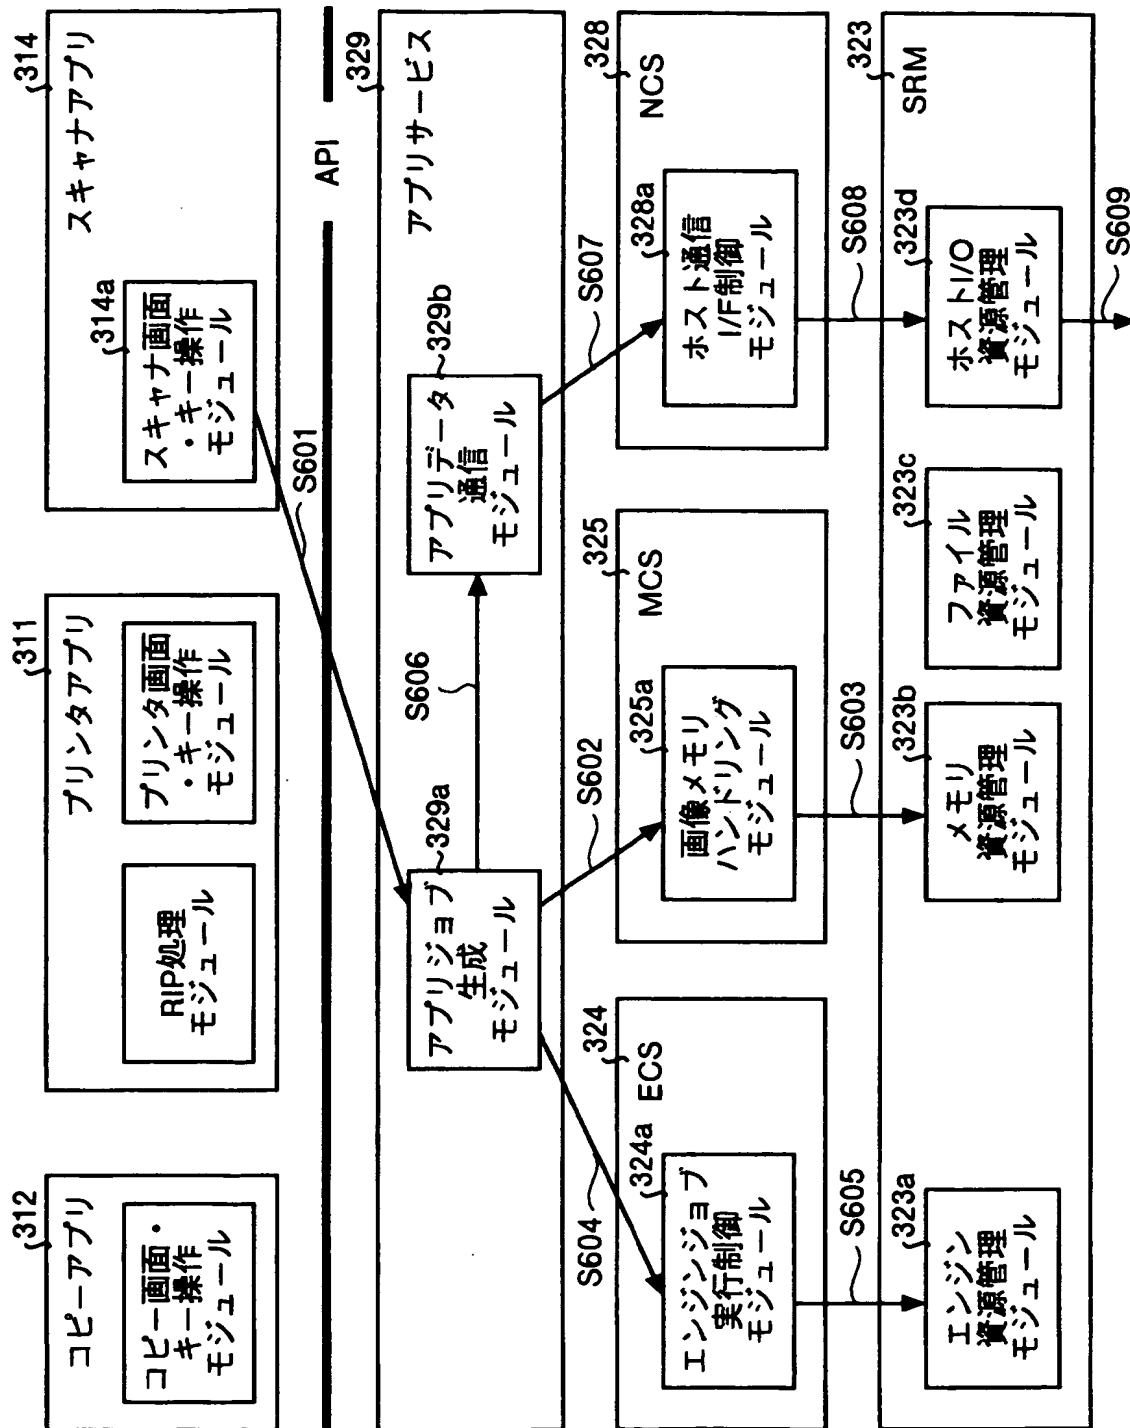 312
コピーアプリ
コピー画面・
キー操作
モジュール
311
プリンタアプリ
RIP処理
モジュール
プリンタ画面
・キー操作
モジュール
314
スキャナアプリ
314a
スキャナ画面
・キー操作
モジュール
S601
API
329
アプリサービス
329a
アプリジョブ
生成
モジュール
S606
329b
アプリデータ
通信
モジュール
S604
S602
S607
324
ECS
324a
エンジンジョブ
実行制御
モジュール
325
MCS
325a
画像メモリ
ハンドリング
モジュール
328
NCS
328a
ホスト通信
I/F制御
モジュール
S605
S603
S608
323
SRM
323a
エンジン
資源管理
モジュール
323b
メモリ
資源管理
モジュール
323c
ファイル
資源管理
モジュール
323d
ホストI/O
資源管理
モジュール
S609